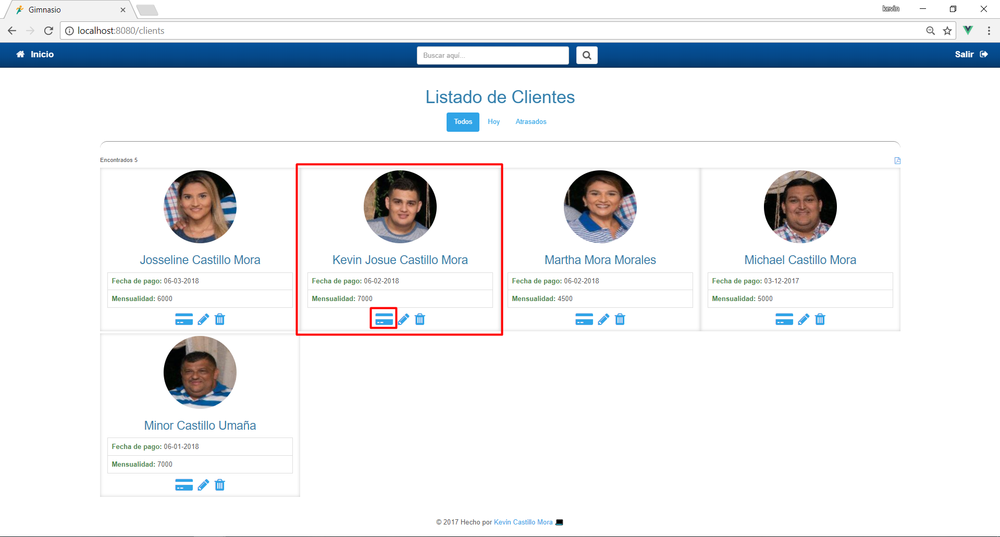 Gimnasio
kevin
localhost:8080/clients
Inicio
Buscar aquí...
Salir
Listado de Clientes
Todos Hoy Atrasados
Encontrados 5
Josseline Castillo Mora
Fecha de pago: 06-03-2018
Mensualidad: 6000
Kevin Josue Castillo Mora
Fecha de pago: 06-02-2018
Mensualidad: 7000
Martha Mora Morales
Fecha de pago: 06-02-2018
Mensualidad: 4500
Michael Castillo Mora
Fecha de pago: 03-12-2017
Mensualidad: 5000
Minor Castillo Umaña
Fecha de pago: 06-01-2018
Mensualidad: 7000
© 2017 Hecho por Kevin Castillo Mora